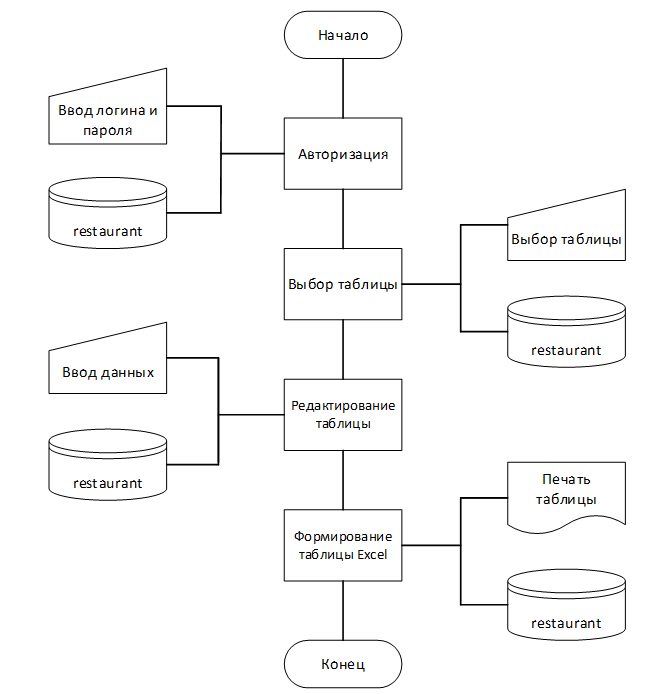 Начало
Ввод логина и
пароля
Авторизация
restaurant
Выбор таблицы
Выбор таблицы
restaurant
Ввод данных
Редактирование
таблицы
restaurant
Печать
таблицы
Формирование
таблицы Excel
restaurant
Конец